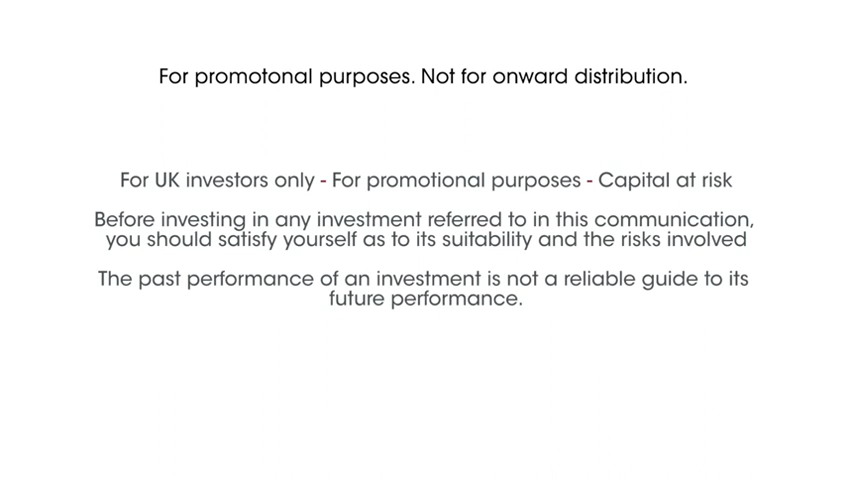 For promotonal purposes. Not for onward distribution.
For UK investors only - For promotional purposes - Capital at risk
Before investing in any investment referred to in this communication,
you should satisfy yourself as to its suitability and the risks involved
The past performance of an investment is not a reliable guide to its
future performance.